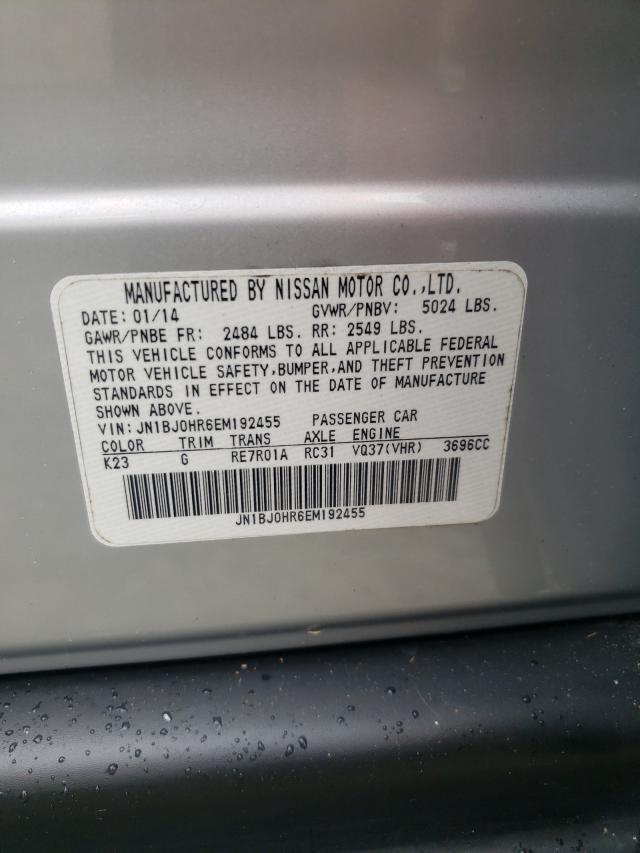 MANUFACTURED BY NISSAN MOTOR CO.,LTD.
DATE: 01/14 GVWR/PNBV: 5024 LBS.
GAWR/PNBE FR: 2484 LBS. RR: 2549 LBS.
THIS VEHICLE CONFORMS TO ALL APPLICABLE FEDERAL
MOTOR VEHICLE SAFETY,BUMPER,AND THEFT PREVENTION
STANDARDS IN EFFECT ON THE DATE OF MANUFACTURE
SHOWN ABOVE.
VIN: JN1BJ0HR6EM192455 PASSENGER CAR
COLOR TRIM TRANS AXLE ENGINE
K23 G RE7R01A RC31 VQ37(VHR) 3696CC
JN1BJ0HR6EM192455